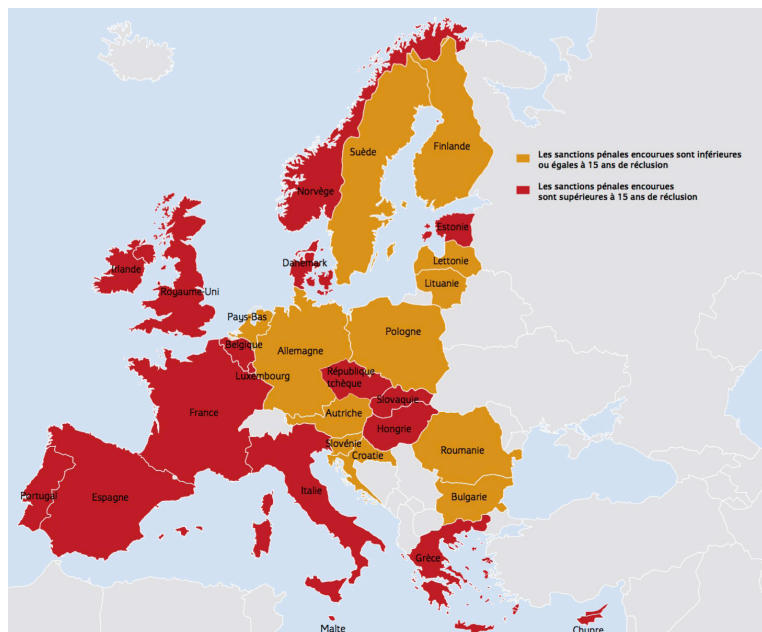 Suède
Finlande
Les sanctions pénales encourues sont inférieures
ou égales à 15 ans de réclusion
Les sanctions pénales encourues
sont supérieures à 15 ans de réclusion
Norvège
Estonie
Danemark
Lettonie
Irlande
Lituanie
Royaume-Uni
Pays-Bas
Pologne
Belgique
Allemagne
Luxembourg
République
tchèque
Slovaquie
France
Autriche
Hongrie
Slovénie
Roumanie
Croatie
Portugal
Espagne
Italie
Bulgarie
Grèce
Malte
Chypre